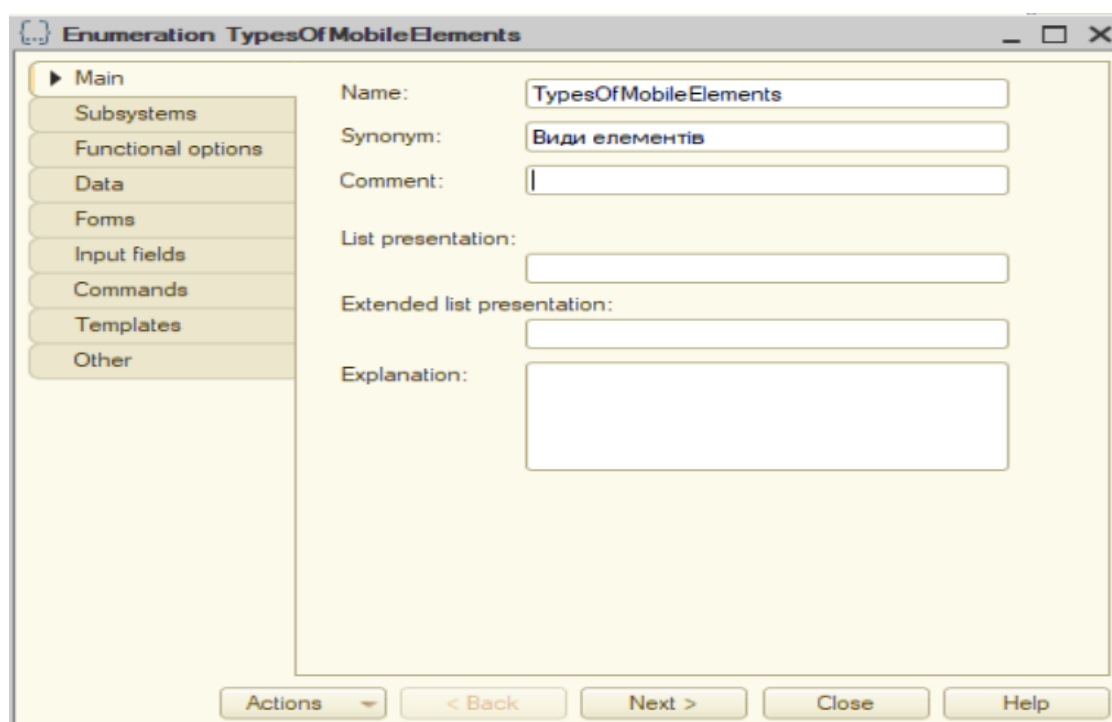 Enumeration TypesOfMobileElements
Main
Subsystems
Functional options
Data
Forms
Input fields
Commands
Templates
Other
Name: TypesOfMobileElements
Synonym: Види елементів
Comment:
List presentation:
Extended list presentation:
Explanation:
Actions < Back Next > Close Help